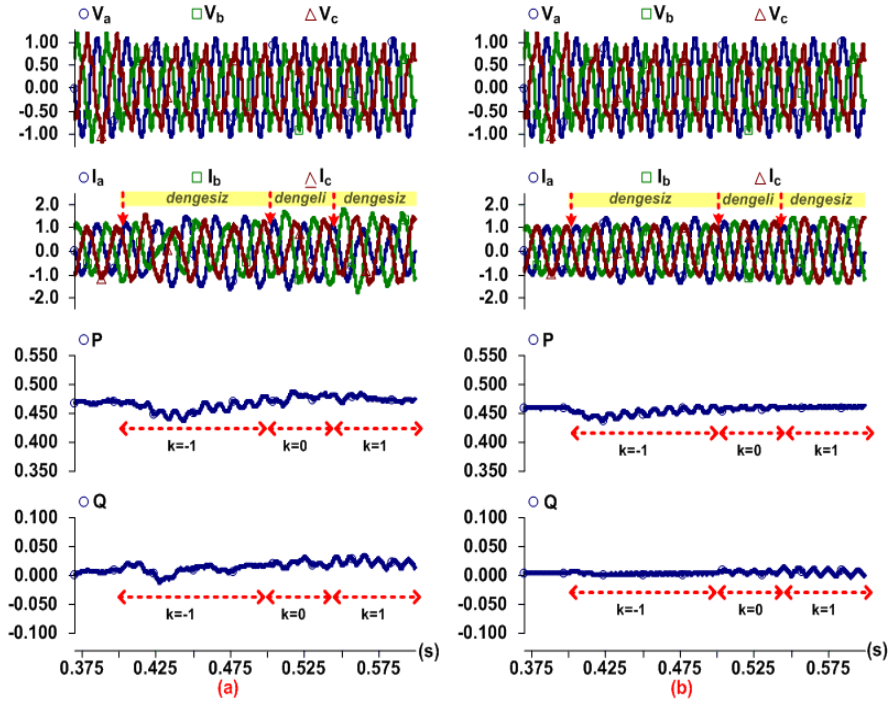 Va Vb Vc
1.00
0.50
0.00
-0.50
-1.00
Ia Ib Ic
dengesiz dengeli dengesiz
2.0
1.0
0.0
-1.0
-2.0
P
0.550
0.500
0.450
0.400
0.350
k=-1 k=0 k=1
Q
0.100
0.050
0.000
-0.050
-0.100
k=-1 k=0 k=1
0.375 0.425 0.475 0.525 0.575 (s)
(a)
Va Vb Vc
1.00
0.50
0.00
-0.50
-1.00
Ia Ib Ic
dengesiz dengeli dengesiz
2.0
1.0
0.0
-1.0
-2.0
P
0.550
0.500
0.450
0.400
0.350
k=-1 k=0 k=1
Q
0.100
0.050
0.000
-0.050
-0.100
k=-1 k=0 k=1
0.375 0.425 0.475 0.525 0.575 (s)
(b)